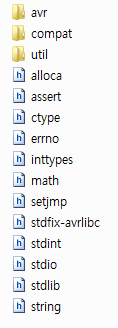 avr
compat
util
alloca
assert
ctype
errno
inttypes
math
setjmp
stdfix-avrlibc
stdint
stdio
stdlib
string